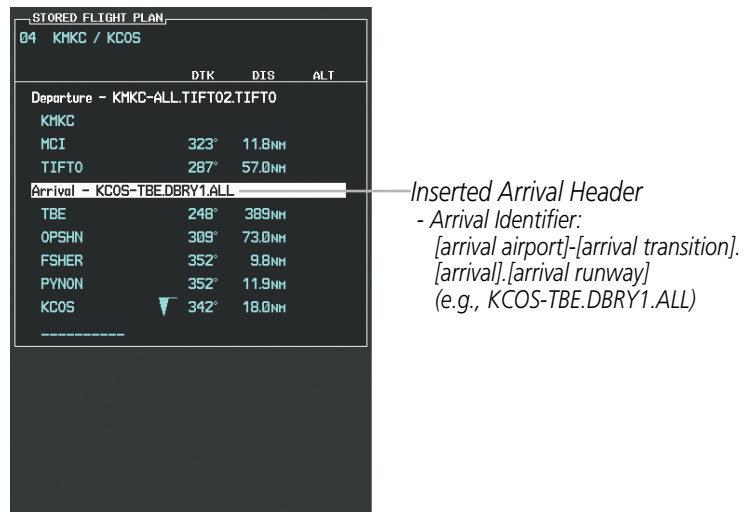 STORED FLIGHT PLAN
04 KMKC / KCOS
DTK DIS ALT
Departure - KMKC-ALL.TIFTO2.TIFTO
KMKC
MCI 323° 11.8NM
TIFTO 287° 57.0NM
Arrival - KCOS-TBE.DBRY1.ALL
TBE 248° 389NM
OPSHN 309° 73.0NM
FSHER 352° 9.8NM
PYNON 352° 11.9NM
KCOS 342° 18.0NM
__________
Inserted Arrival Header
- Arrival Identifier:
[arrival airport]-[arrival transition].
[arrival].[arrival runway]
(e.g., KCOS-TBE.DBRY1.ALL)